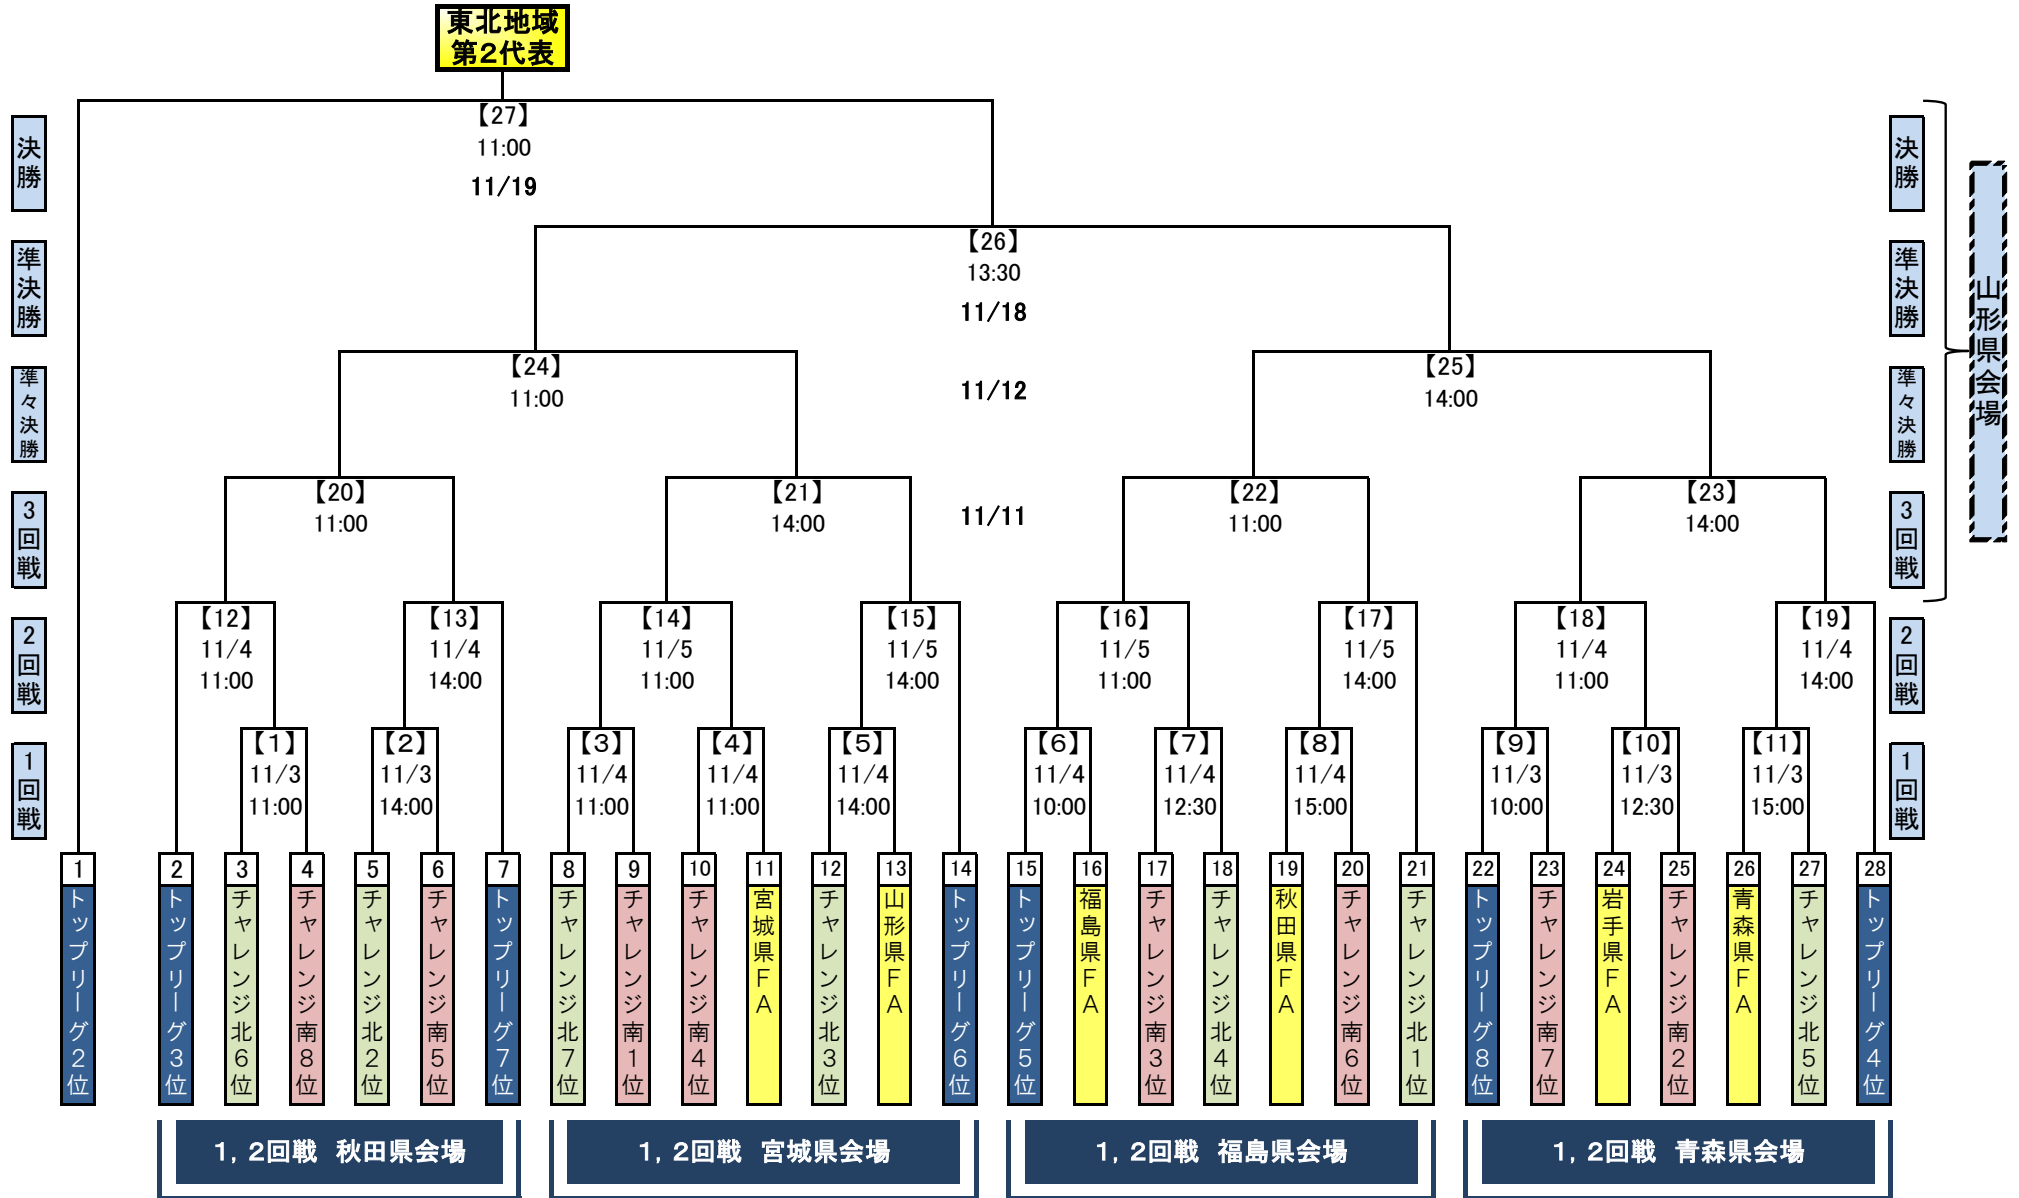 東北地域
第2代表
【27】
11:00
11/19
決勝
決勝
【26】
13:30
11/18
準決勝
準決勝
山形県会場
【24】
11:00
11/12
【25】
14:00
準々決勝
準々決勝
【20】
11:00
【21】
14:00
11/11
【22】
11:00
【23】
14:00
3回戦
3回戦
【12】
11/4
11:00
【13】
11/4
14:00
【14】
11/5
11:00
【15】
11/5
14:00
【16】
11/5
11:00
【17】
11/5
14:00
【18】
11/4
11:00
【19】
11/4
14:00
2回戦
2回戦
【1】
11/3
11:00
【2】
11/3
14:00
【3】
11/4
11:00
【4】
11/4
11:00
【5】
11/4
14:00
【6】
11/4
10:00
【7】
11/4
12:30
【8】
11/4
15:00
【9】
11/3
10:00
【10】
11/3
12:30
【11】
11/3
15:00
1回戦
1回戦
1
トップリーグ2位
2
トップリーグ3位
3
チャレンジ北6位
4
チャレンジ南8位
5
チャレンジ北2位
6
チャレンジ南5位
7
トップリーグ7位
8
チャレンジ北7位
9
チャレンジ南1位
10
チャレンジ南4位
11
宮城県FA
12
チャレンジ北3位
13
山形県FA
14
トップリーグ6位
15
トップリーグ5位
16
福島県FA
17
チャレンジ南3位
18
チャレンジ北4位
19
秋田県FA
20
チャレンジ南6位
21
チャレンジ北1位
22
トップリーグ8位
23
チャレンジ南7位
24
岩手県FA
25
チャレンジ南2位
26
青森県FA
27
チャレンジ北5位
28
トップリーグ4位
1,2回戦 秋田県会場
1,2回戦 宮城県会場
1,2回戦 福島県会場
1,2回戦 青森県会場